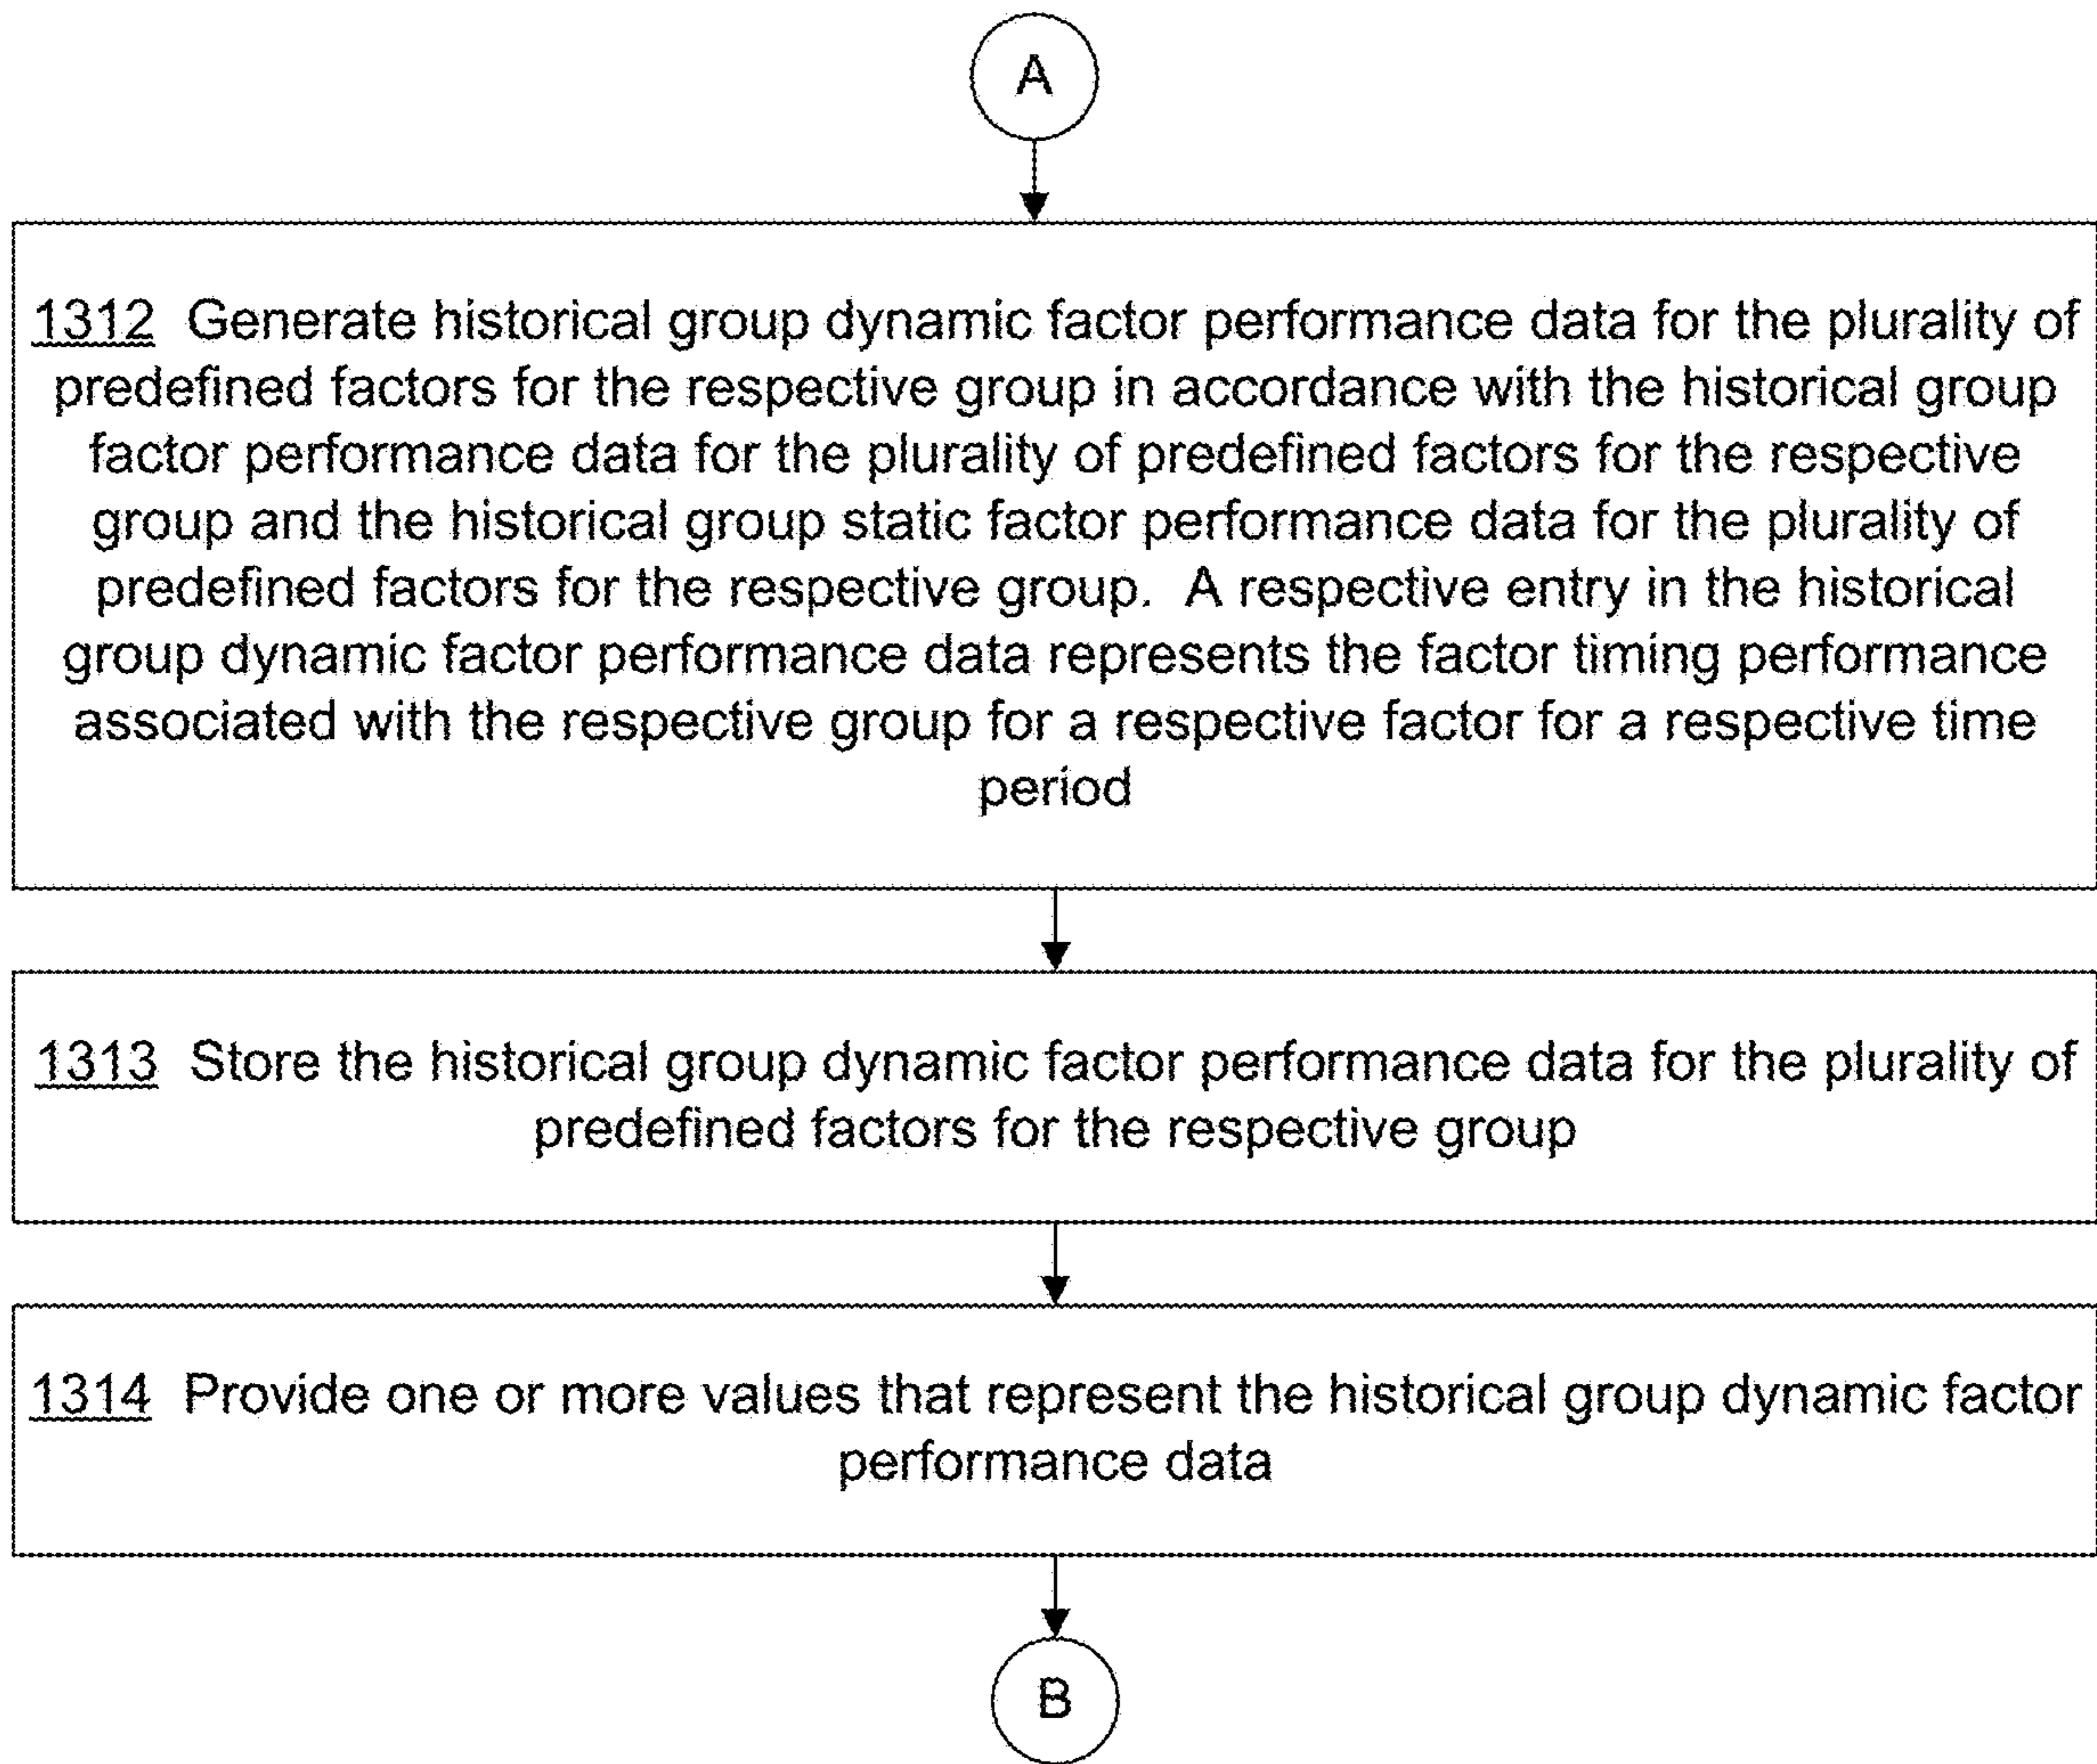 A
1312 Generate historical group dynamic factor performance data for the plurality of
predefined factors for the respective group in accordance with the historical group
factor performance data for the plurality of predefined factors for the respective
group and the historical group static factor performance data for the plurality of
predefined factors for the respective group. A respective entry in the historical
group dynamic factor performance data represents the factor timing performance
associated with the respective group for a respective factor for a respective time
period
1313 Store the historical group dynamic factor performance data for the plurality of
predefined factors for the respective group
1314 Provide one or more values that represent the historical group dynamic factor
performance data
B